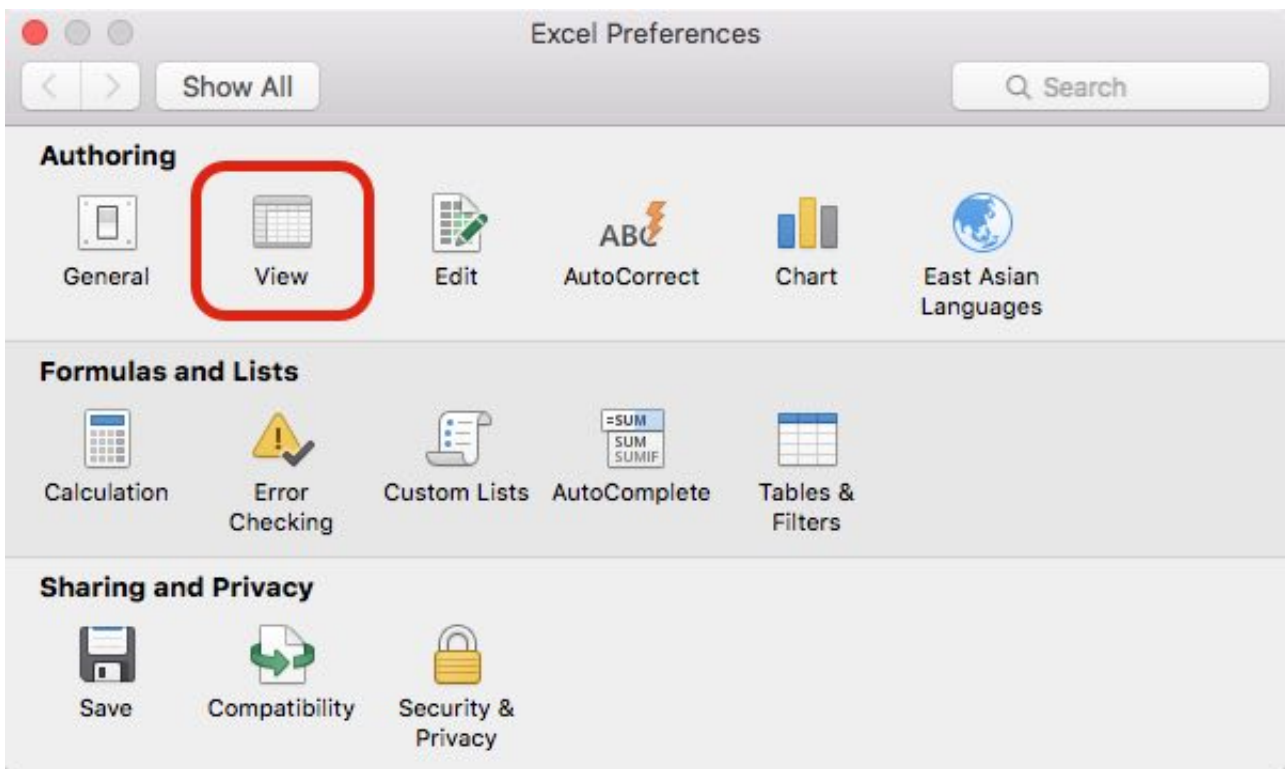 Excel Preferences
Show All
Search
Authoring
General
View
Edit
ABC
AutoCorrect
Chart
East Asian
Languages
Formulas and Lists
Calculation
!
Error
Checking
Custom Lists
=SUM
SUM
SUMIF
AutoComplete
Tables &
Filters
Sharing and Privacy
Save
Compatibility
Security &
Privacy